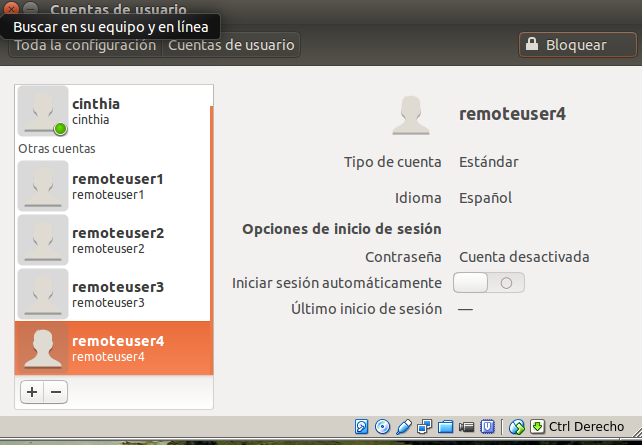 Cuentas de usuario
Buscar en su equipo y en línea
Toda la configuración
Cuentas de usuario
Bloquear
cinthia
cinthia
Otras cuentas
remoteuser1
remoteuser1
remoteuser2
remoteuser2
remoteuser3
remoteuser3
remoteuser4
remoteuser4
remoteuser4
Tipo de cuenta Estándar
Idioma Español
Opciones de inicio de sesión
Contraseña Cuenta desactivada
Iniciar sesión automáticamente
Último inicio de sesión —
Ctrl Derecho